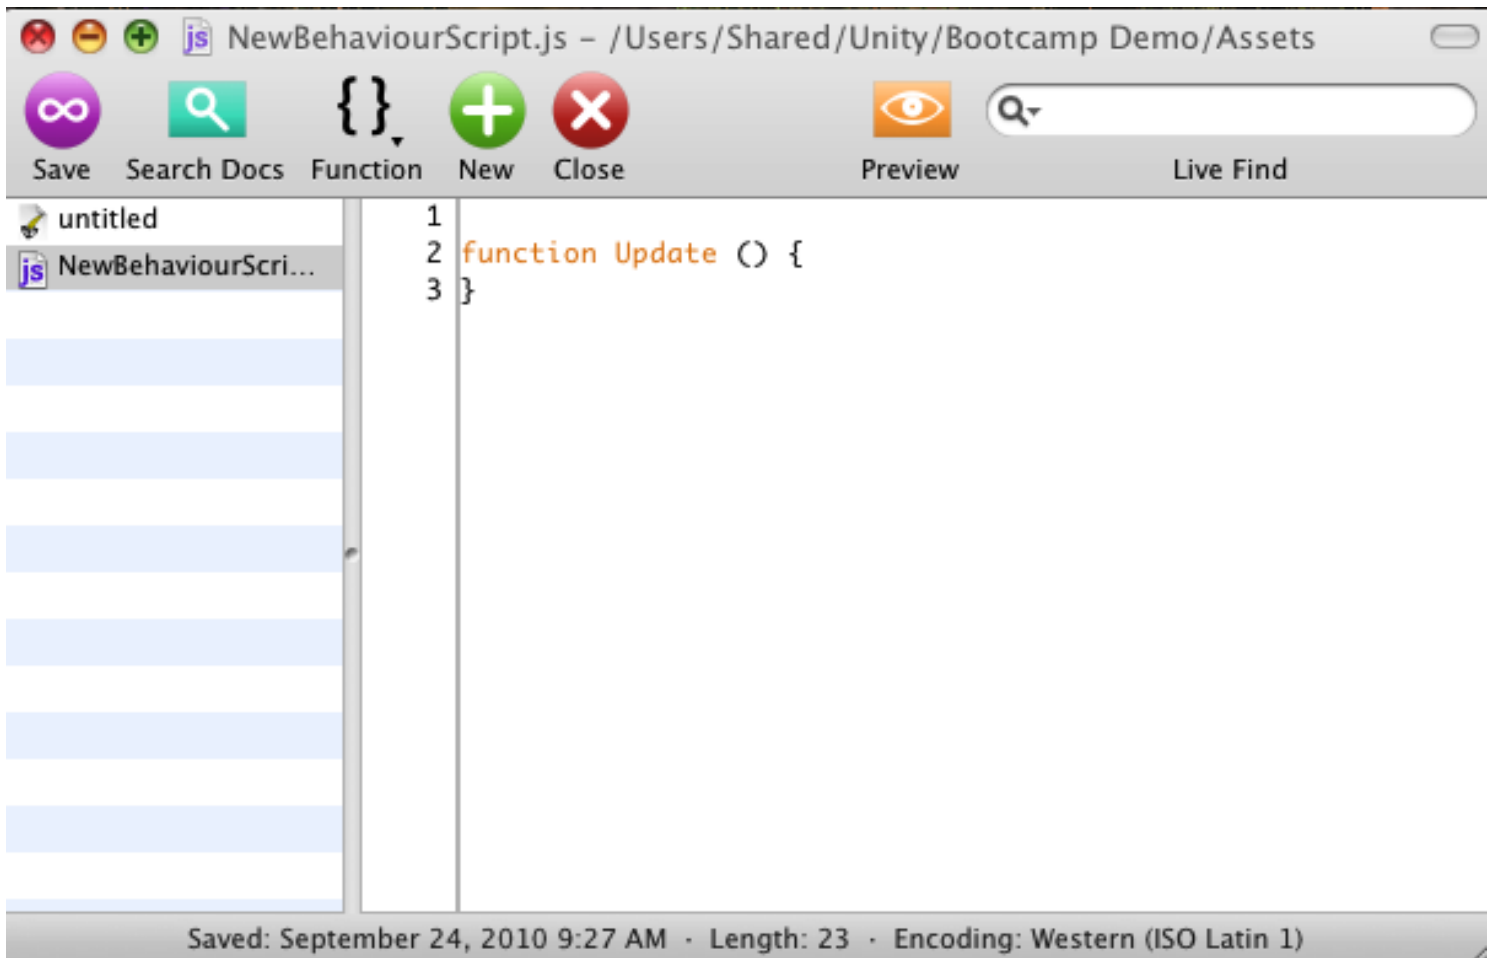 js NewBehaviourScript.js – /Users/Shared/Unity/Bootcamp Demo/Assets
Save Search Docs Function New Close Preview Live Find
untitled
js NewBehaviourScri...
1
2 function Update () {
3 }
Saved: September 24, 2010 9:27 AM · Length: 23 · Encoding: Western (ISO Latin 1)